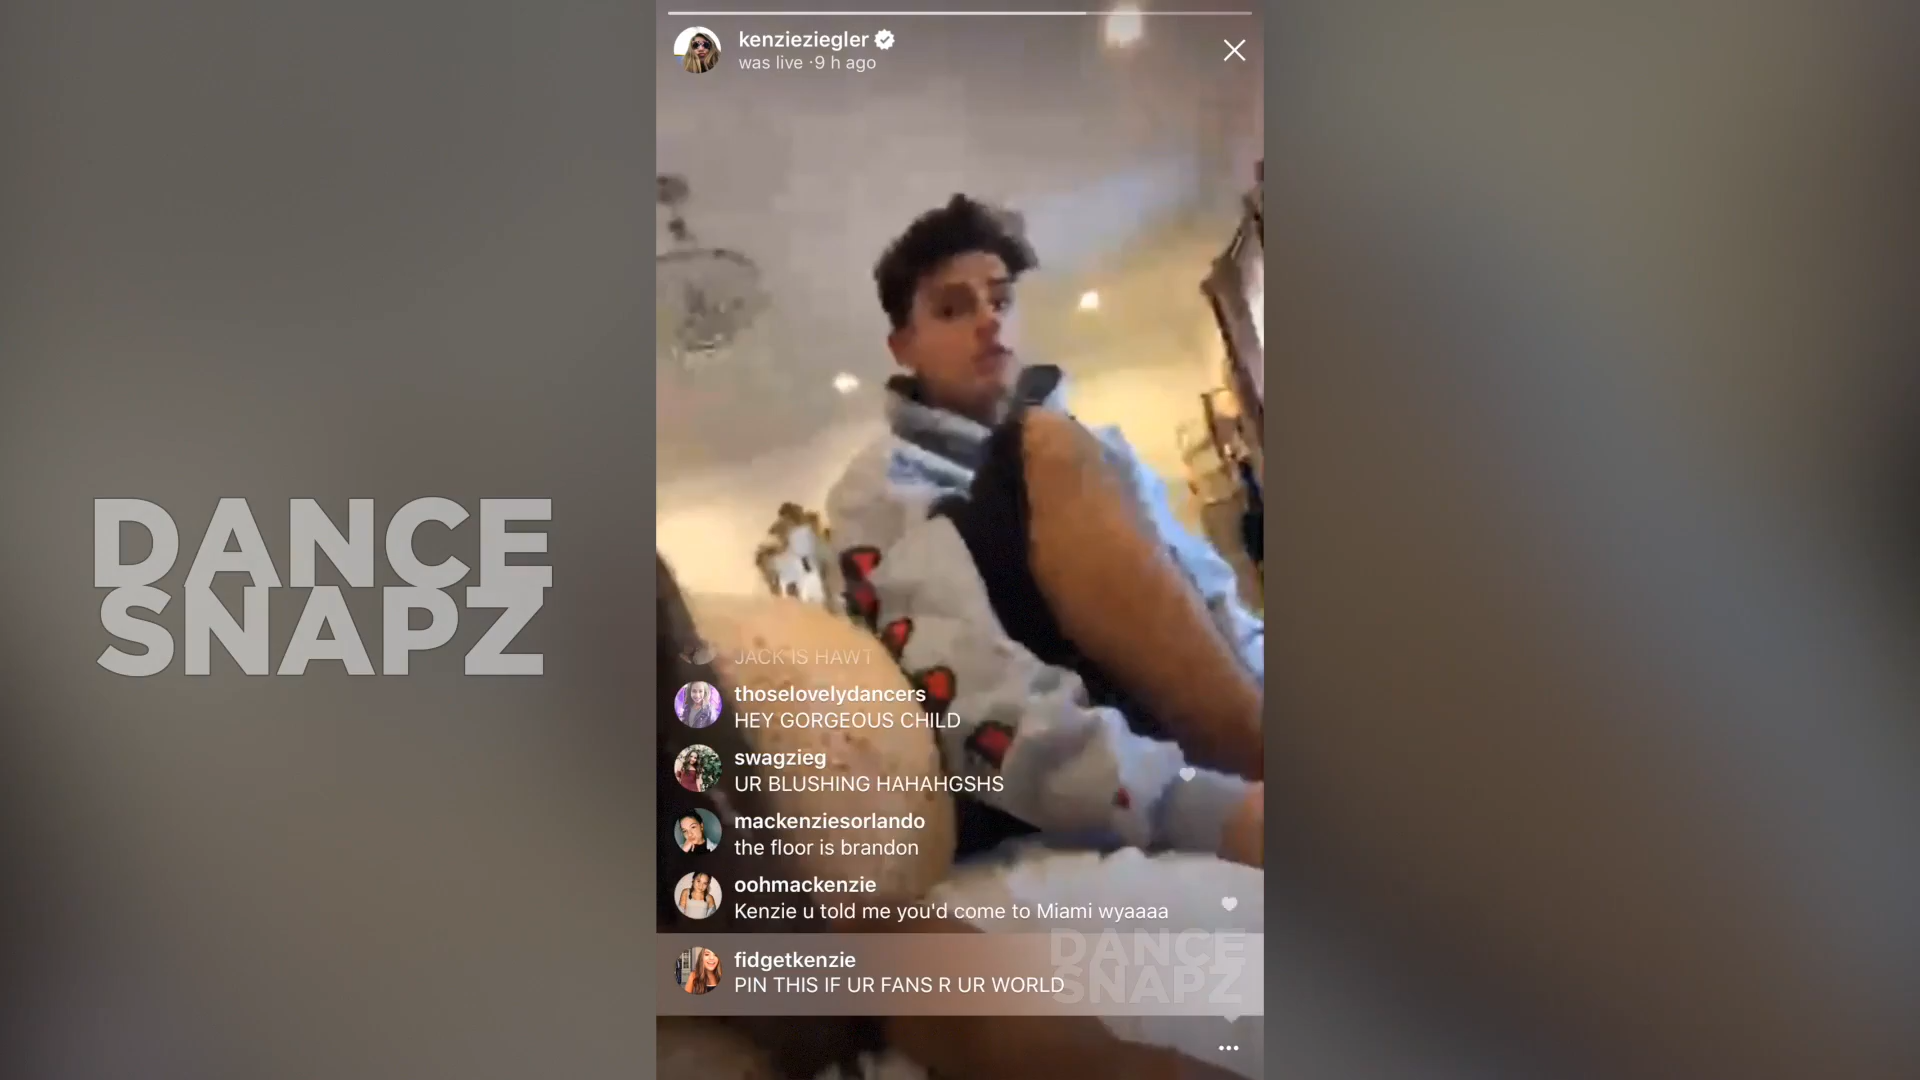 kenzieziegler
was live · 9 h ago
DANCE
SNAPZ
JACK IS HAWT
thoselovelydancers
HEY GORGEOUS CHILD
swagzieg
UR BLUSHING HAHAHGSHS
mackenziesorlando
the floor is brandon
oohmackenzie
Kenzie u told me you'd come to Miami wyaaaa
fidgetkenzie
PIN THIS IF UR FANS R UR WORLD
DANCE
SNAPZ